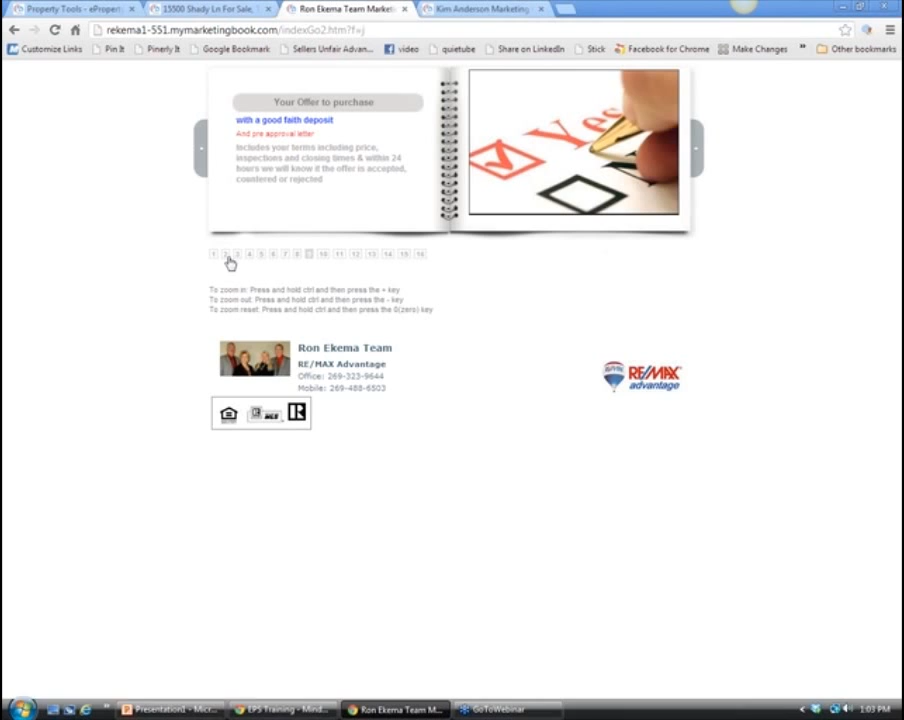 Property Tools - eProper
15500 Shady Ln For Sale,
Ron Ekema Team Market
Kim Anderson Marketing
rekema1-551.mymarketingbook.com/indexGo2.htm?f=j
Customize Links
Pin It
Pinerly It
Google Bookmark
Sellers Unfair Advan...
video
quietube
Share on LinkedIn
Stick
Facebook for Chrome
Make Changes
»
Other bookmarks
Your Offer to purchase
with a good faith deposit
And pre approval letter
Includes your terms including price,
inspections and closing times & within 24
hours we will know if the offer is accepted,
countered or rejected
Yes
1 2 3 4 5 6 7 8 9 10 11 12 13 14 15 16
To zoom in: Press and hold ctrl and then press the + key
To zoom out: Press and hold ctrl and then press the - key
To zoom reset: Press and hold ctrl and then press the 0(zero) key
Ron Ekema Team
RE/MAX Advantage
Office: 269-323-9644
Mobile: 269-488-6503
RE/MAX
advantage
MLS
Presentation1 - Micr...
EPS Training - Mind...
Ron Ekema Team M...
GoToWebinar
1:03 PM